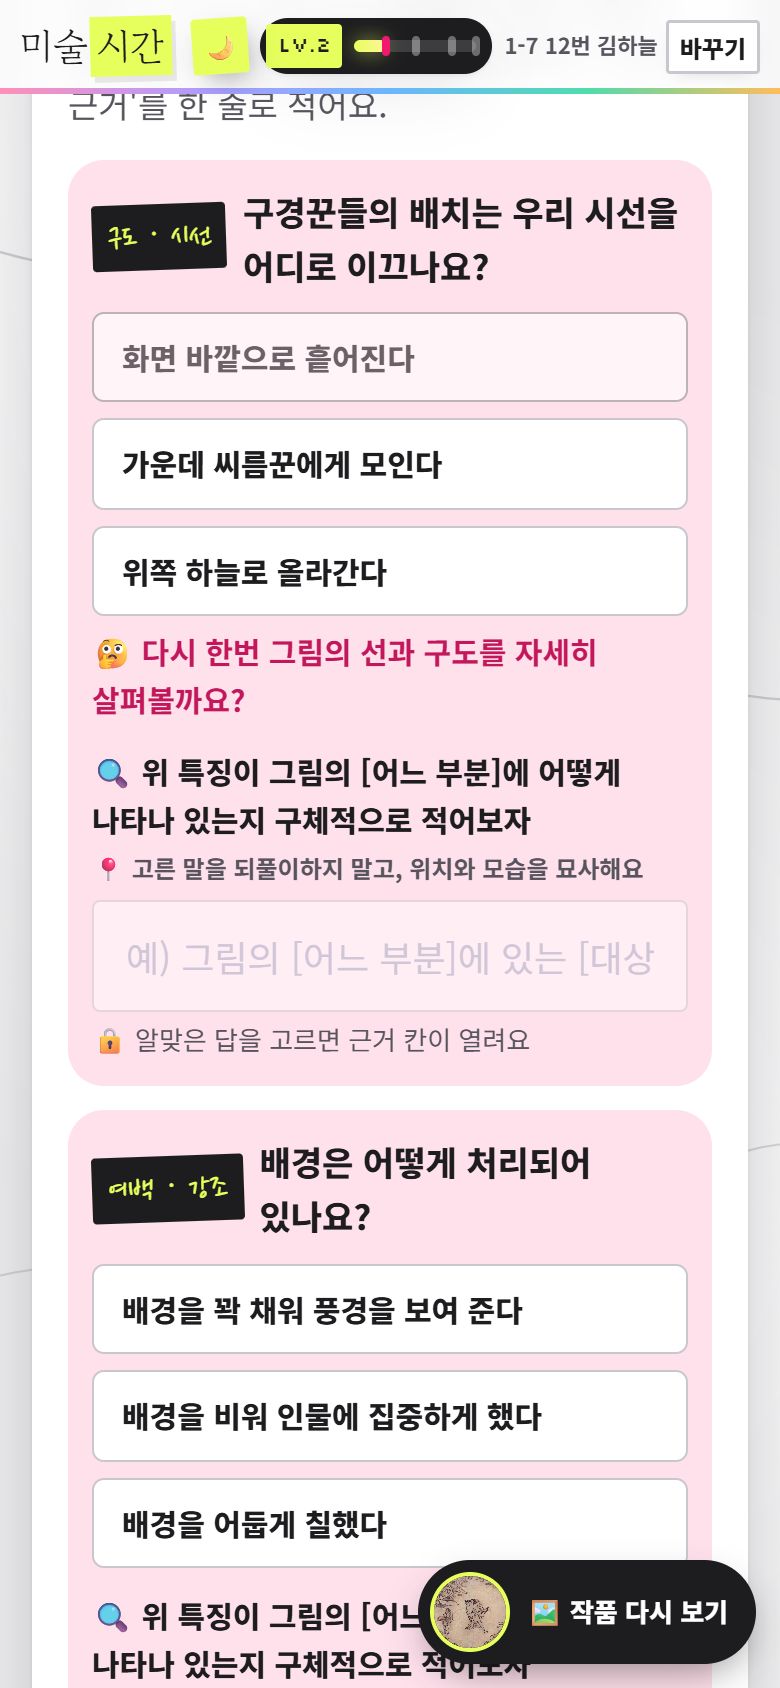 미술 시간
LV.2
1-7 12번 김하늘
바꾸기
근거'를 한 줄로 적어요.
구도 · 시선
구경꾼들의 배치는 우리 시선을
어디로 이끄나요?
화면 바깥으로 흩어진다
가운데 씨름꾼에게 모인다
위쪽 하늘로 올라간다
다시 한번 그림의 선과 구도를 자세히
살펴볼까요?
위 특징이 그림의 [어느 부분]에 어떻게
나타나 있는지 구체적으로 적어보자
고른 말을 되풀이하지 말고, 위치와 모습을 묘사해요
예) 그림의 [어느 부분]에 있는 [대상
알맞은 답을 고르면 근거 칸이 열려요
여백 · 강조
배경은 어떻게 처리되어
있나요?
배경을 꽉 채워 풍경을 보여 준다
배경을 비워 인물에 집중하게 했다
배경을 어둡게 칠했다
위 특징이 그림의 [어느
나타나 있는지 구체적으로 적어보자
작품 다시 보기